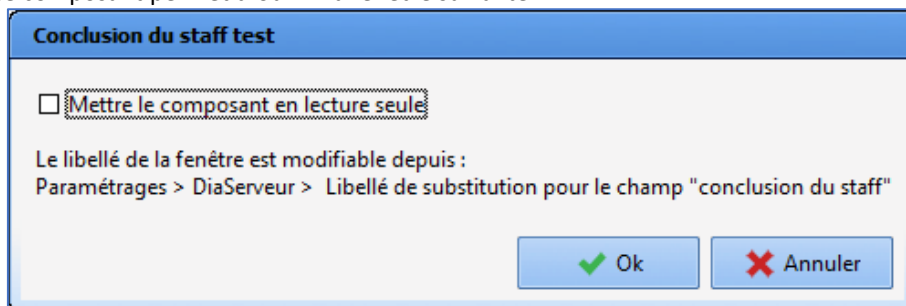 Conclusion du staff test
Mettre le composant en lecture seule
Le libellé de la fenêtre est modifiable depuis :
Paramétrages > DiaServeur > Libellé de substitution pour le champ "conclusion du staff"
Ok
Annuler